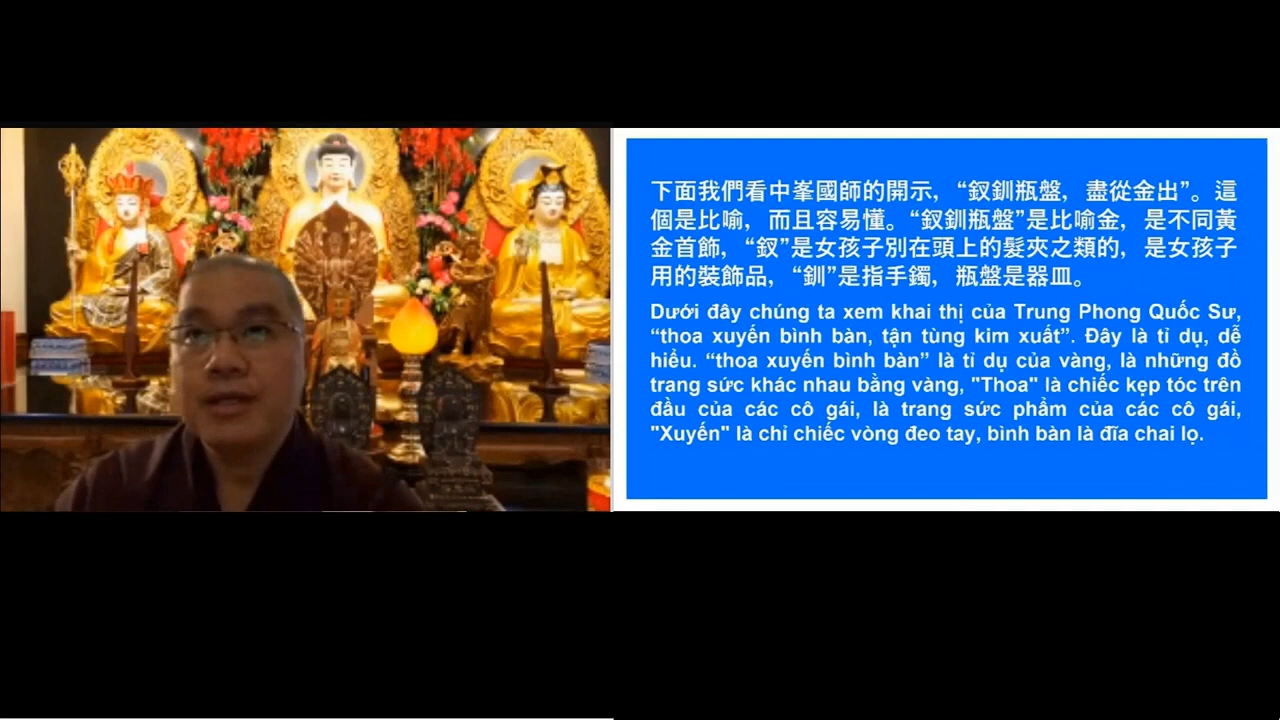 下面我們看中峯國師的開示，“釵釧瓶盤，盡從金出”。這
個是比喻，而且容易懂。“釵釧瓶盤”是比喻金，是不同黃
金首飾，“釵”是女孩子別在頭上的髮夾之類的，是女孩子
用的裝飾品，“釧”是指手鐲，瓶盤是器皿。
Dưới đây chúng ta xem khai thị của Trung Phong Quốc Sư,
“thoa xuyến bình bàn, tận tùng kim xuất”. Đây là tỉ dụ, dễ
hiểu. “thoa xuyến bình bàn” là tỉ dụ của vàng, là những đồ
trang sức khác nhau bằng vàng, "Thoa" là chiếc kẹp tóc trên
đầu của các cô gái, là trang sức phẩm của các cô gái,
"Xuyến" là chỉ chiếc vòng đeo tay, bình bàn là đĩa chai lọ.